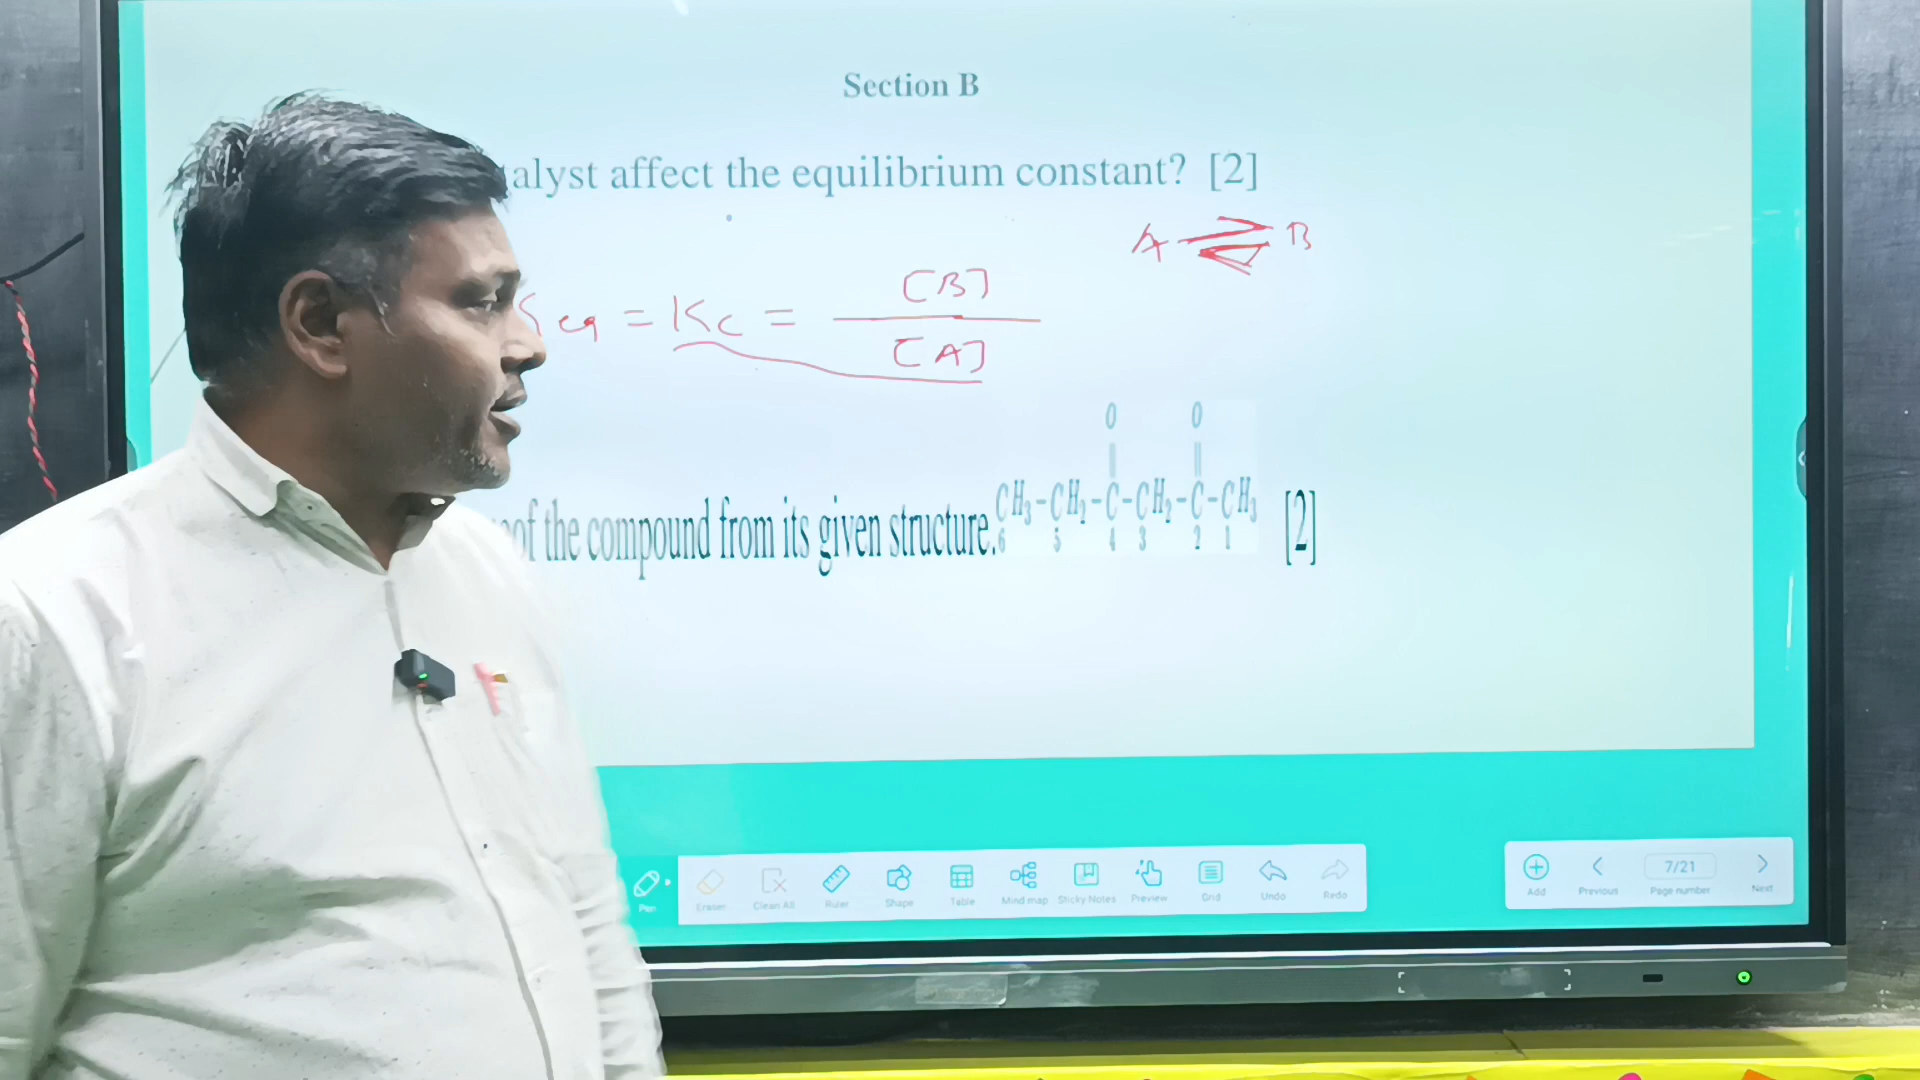 Section B
alyst affect the equilibrium constant? [2]
A ⇌ B
Keq = Kc = [B] / [A]
O O
of the compound from its given structure. CH3-CH2-C-CH2-C-CH3 [2]
6 5 4 3 2 1
Pen Eraser Clean All Ruler Shape Table Mind map Sticky Notes Preview Grid Undo Redo
Add Previous 7/21 Page number Next